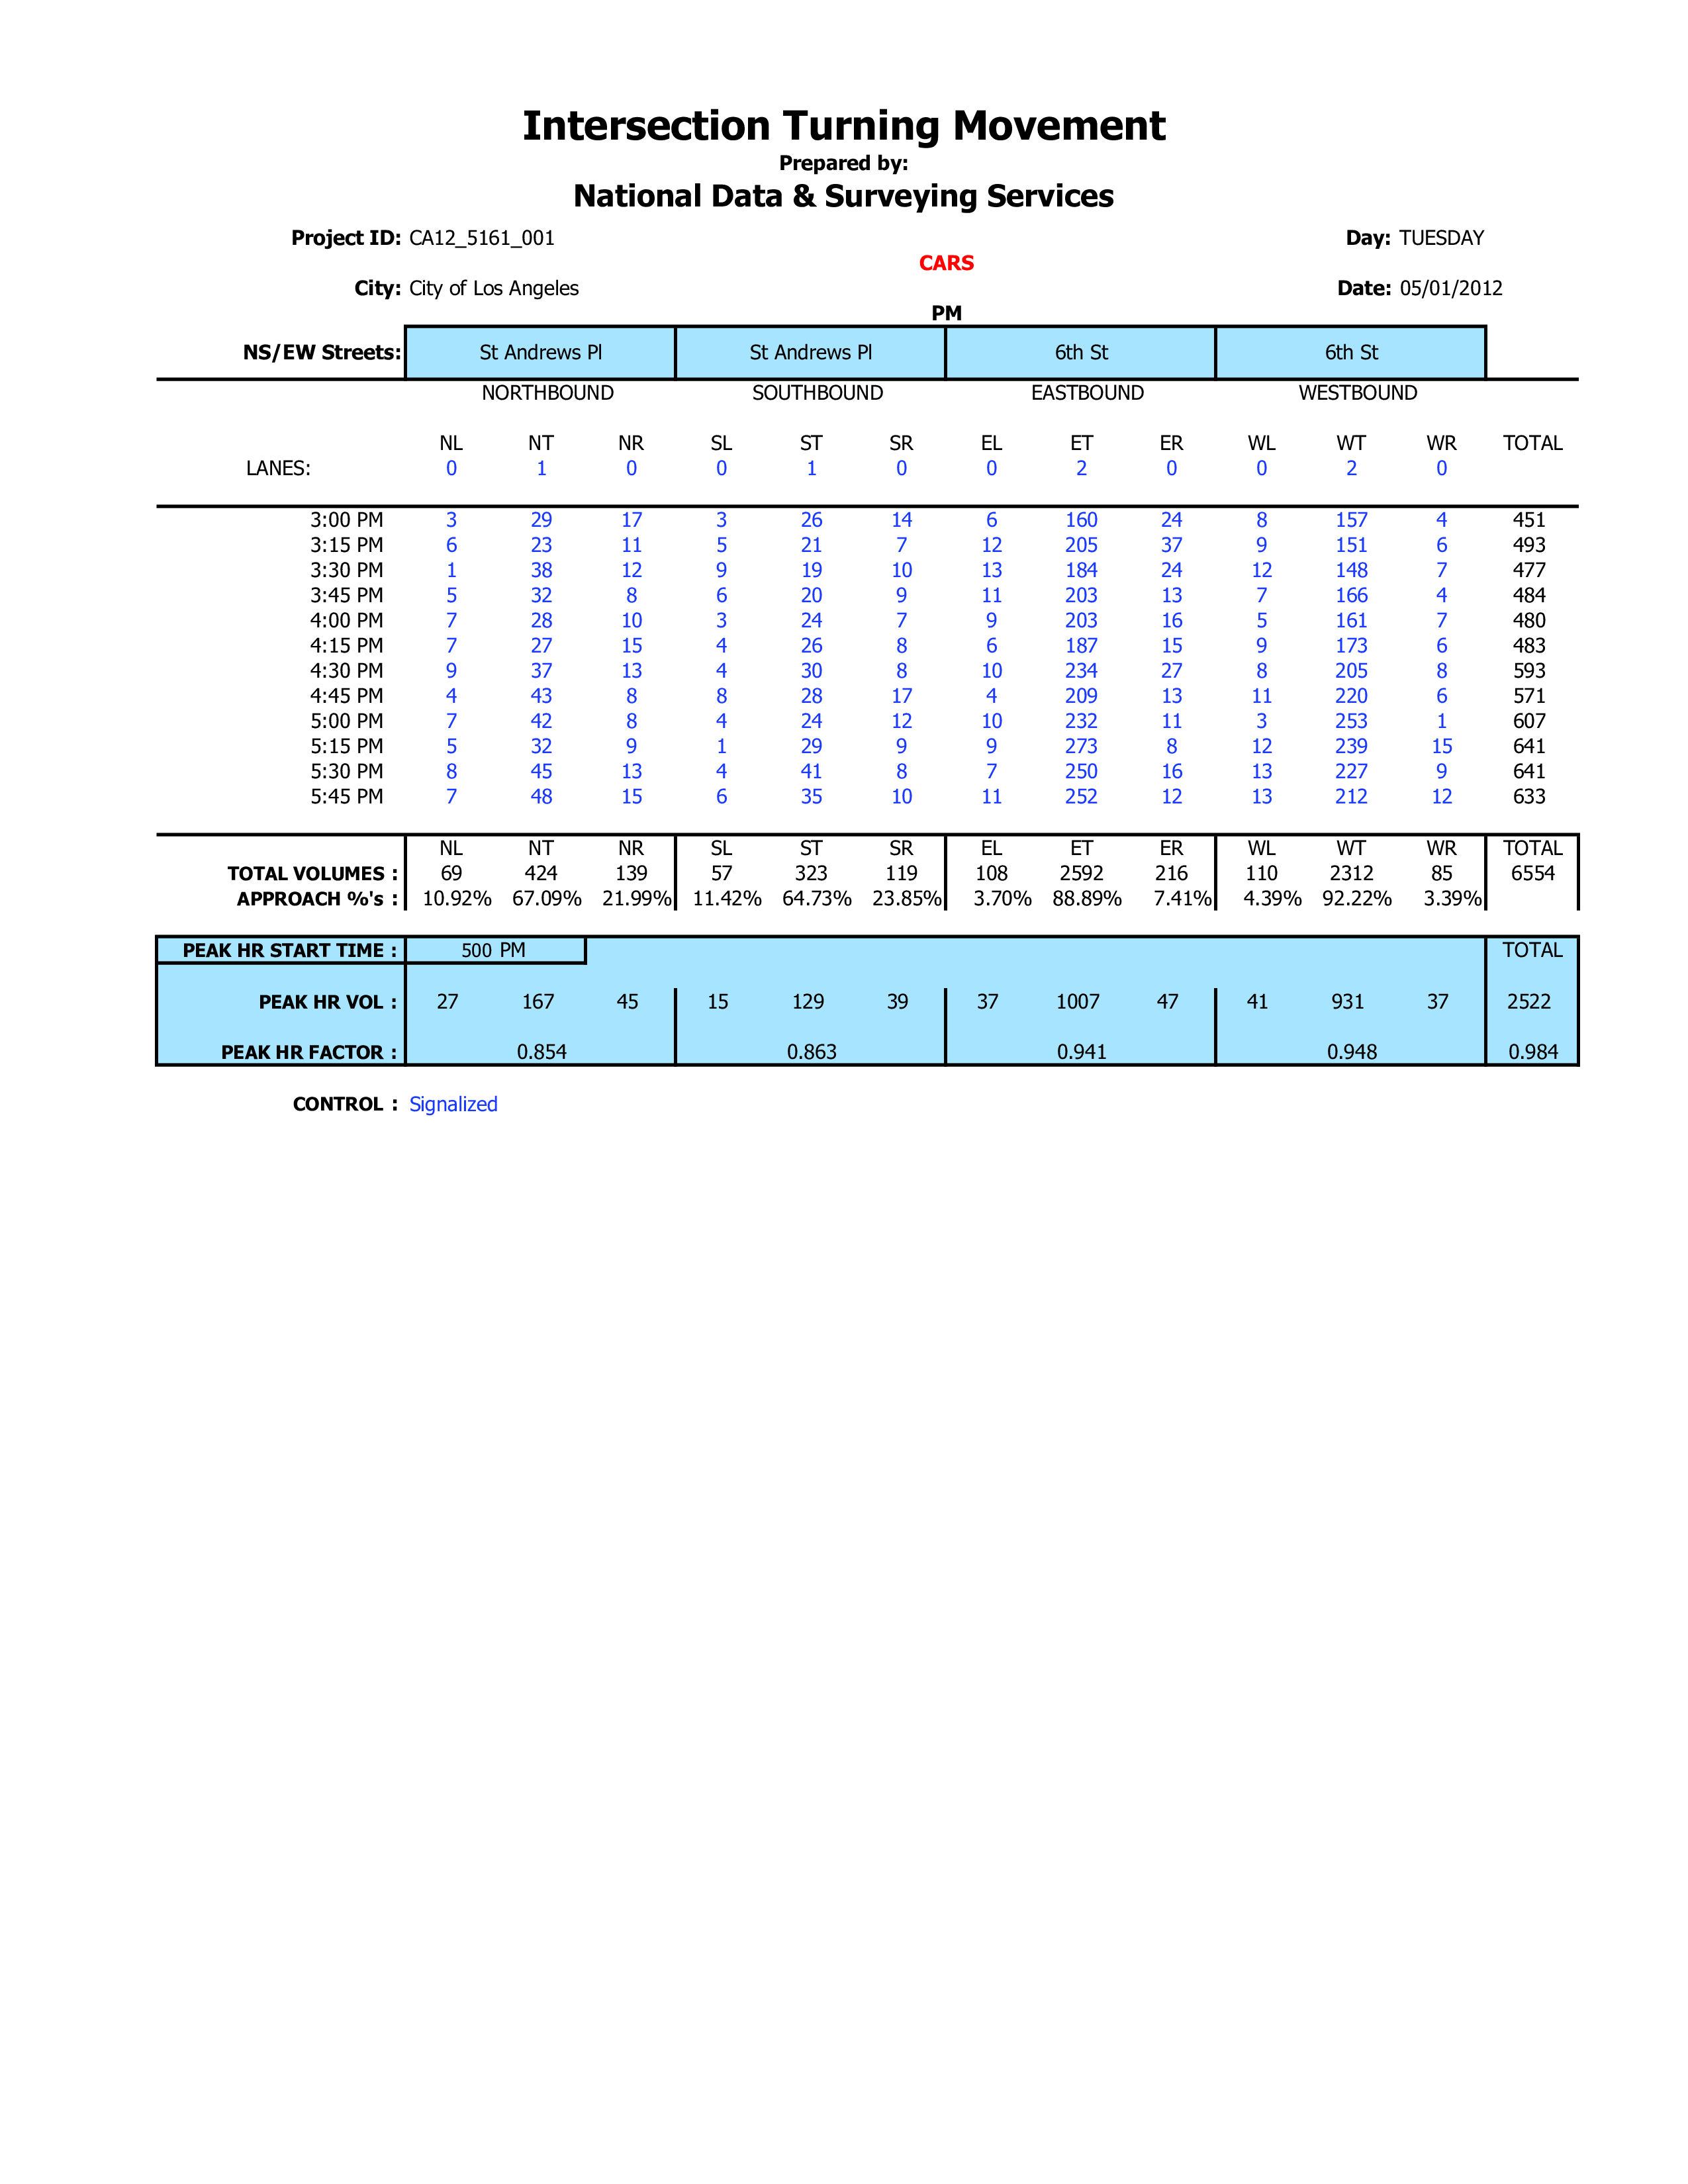 Intersection Turning Movement
Prepared by:
National Data & Surveying Services
Project ID: CA12_5161_001 Day: TUESDAY
CARS
City: City of Los Angeles Date: 05/01/2012
PM
NS/EW Streets: St Andrews Pl St Andrews Pl 6th St 6th St
NORTHBOUND SOUTHBOUND EASTBOUND WESTBOUND
NL NT NR SL ST SR EL ET ER WL WT WR TOTAL
LANES: 0 1 0 0 1 0 0 2 0 0 2 0
3:00 PM 3 29 17 3 26 14 6 160 24 8 157 4 451
3:15 PM 6 23 11 5 21 7 12 205 37 9 151 6 493
3:30 PM 1 38 12 9 19 10 13 184 24 12 148 7 477
3:45 PM 5 32 8 6 20 9 11 203 13 7 166 4 484
4:00 PM 7 28 10 3 24 7 9 203 16 5 161 7 480
4:15 PM 7 27 15 4 26 8 6 187 15 9 173 6 483
4:30 PM 9 37 13 4 30 8 10 234 27 8 205 8 593
4:45 PM 4 43 8 8 28 17 4 209 13 11 220 6 571
5:00 PM 7 42 8 4 24 12 10 232 11 3 253 1 607
5:15 PM 5 32 9 1 29 9 9 273 8 12 239 15 641
5:30 PM 8 45 13 4 41 8 7 250 16 13 227 9 641
5:45 PM 7 48 15 6 35 10 11 252 12 13 212 12 633
NL NT NR SL ST SR EL ET ER WL WT WR TOTAL
TOTAL VOLUMES : 69 424 139 57 323 119 108 2592 216 110 2312 85 6554
APPROACH %'s : 10.92% 67.09% 21.99% 11.42% 64.73% 23.85% 3.70% 88.89% 7.41% 4.39% 92.22% 3.39%
PEAK HR START TIME : 500 PM TOTAL
PEAK HR VOL : 27 167 45 15 129 39 37 1007 47 41 931 37 2522
PEAK HR FACTOR : 0.854 0.863 0.941 0.948 0.984
CONTROL : Signalized